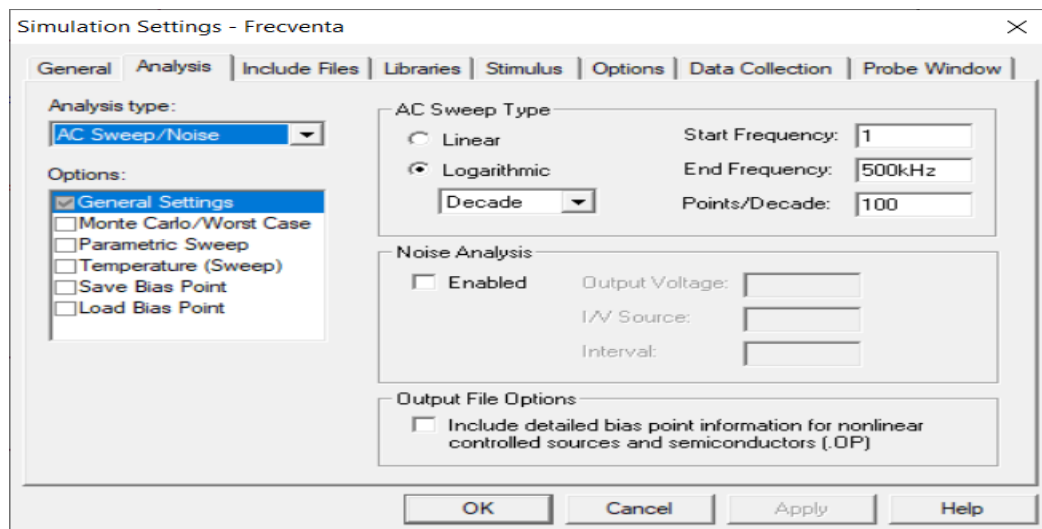 Simulation Settings - Frecventa
General Analysis Include Files Libraries Stimulus Options Data Collection Probe Window
Analysis type:
AC Sweep/Noise
Options:
General Settings
Monte Carlo/Worst Case
Parametric Sweep
Temperature (Sweep)
Save Bias Point
Load Bias Point
AC Sweep Type
Linear
Logarithmic
Decade
Start Frequency: 1
End Frequency: 500kHz
Points/Decade: 100
Noise Analysis
Enabled
Output Voltage:
I/V Source:
Interval:
Output File Options
Include detailed bias point information for nonlinear
controlled sources and semiconductors (.OP)
OK Cancel Apply Help